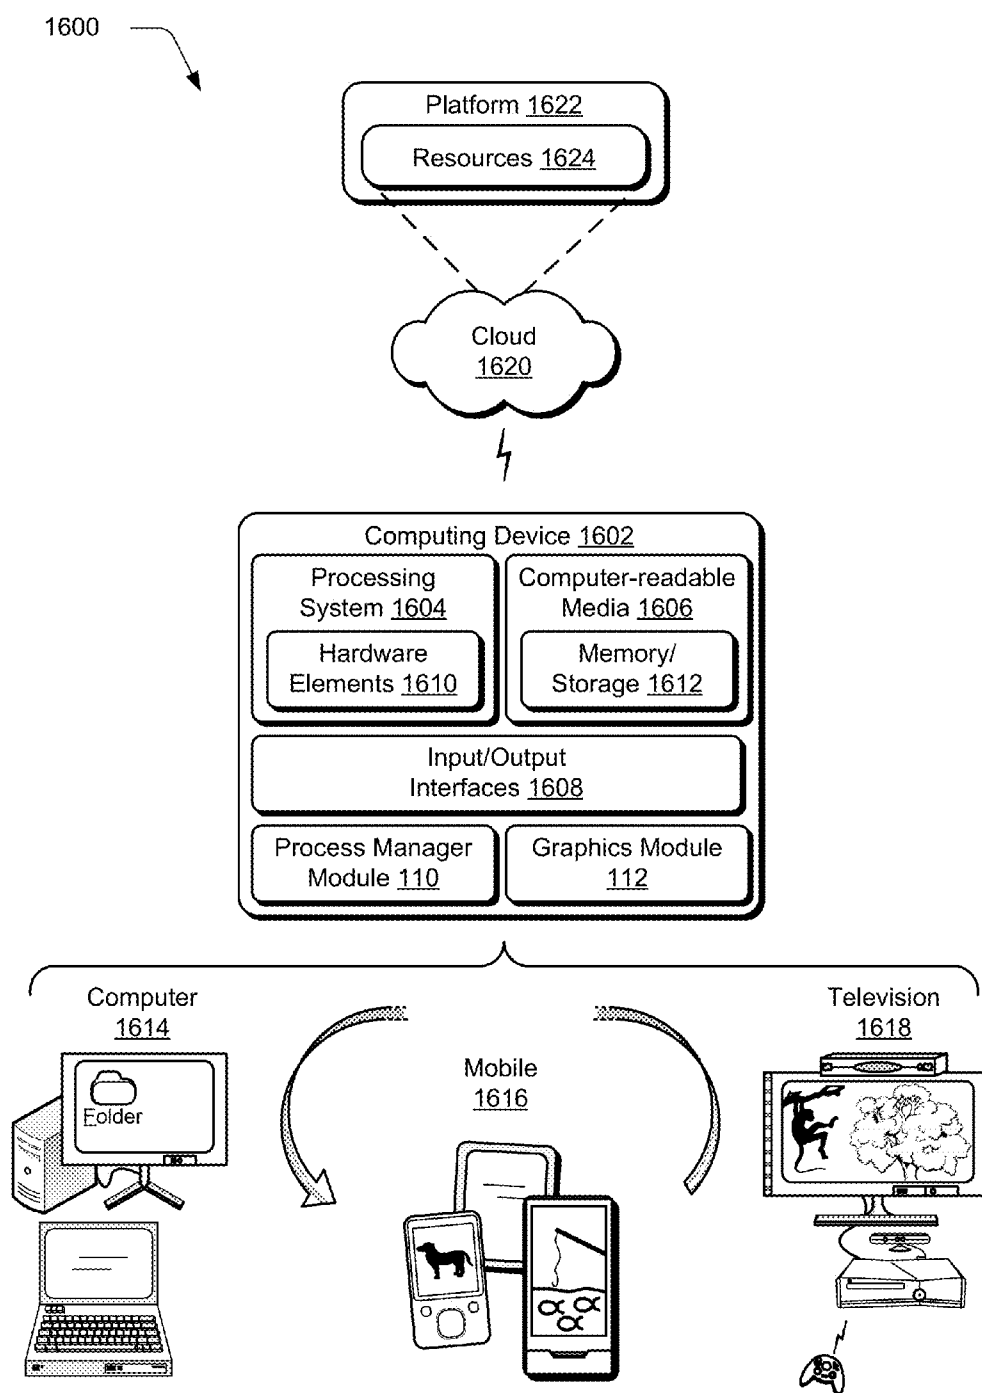 1600
Platform 1622
Resources 1624
Cloud
1620
Computing Device 1602
Processing
System 1604
Hardware
Elements 1610
Computer-readable
Media 1606
Memory/
Storage 1612
Input/Output
Interfaces 1608
Process Manager
Module 110
Graphics Module
112
Computer
1614
Folder
Mobile
1616
Television
1618